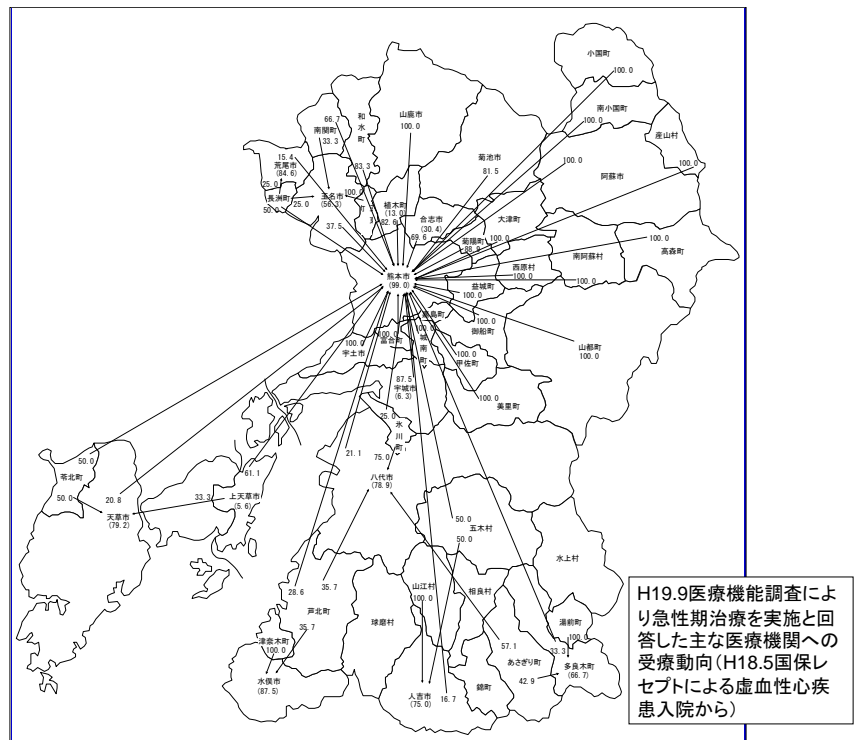 小国町
100.0
南小国町
100.0
産山村
100.0
山鹿市
100.0
和水町
83.3
66.7
南関町
33.3
15.4
荒尾市
(84.6)
25.0
長洲町
25.0
50.0
玉名市
(56.3)
37.5
100.0
町
植木町
(13.0)
82.6
菊池市
81.5
合志市
(30.4)
69.6
菊陽町
88.9
大津町
100.0
阿蘇市
100.0
西原村
100.0
南阿蘇村
100.0
高森町
100.0
熊本市
(99.0)
益城町
100.0
嘉島町
100.0
御船町
100.0
山都町
100.0
宇土市
100.0
富合町
100.0
城南町
甲佐町
100.0
美里町
100.0
87.5
宇城市
(6.3)
25.0
氷川町
75.0
21.1
八代市
(78.9)
苓北町
50.0
50.0
20.8
天草市
(79.2)
33.3
61.1
上天草市
(5.6)
五木村
50.0
50.0
水上村
28.6
35.7
芦北町
35.7
津奈木町
100.0
水俣市
(87.5)
球磨村
山江村
100.0
相良村
湯前町
100.0
33.3
多良木町
(66.7)
57.1
あさぎり町
42.9
錦町
16.7
人吉市
(75.0)
H19.9医療機能調査によ
り急性期治療を実施と回
答した主な医療機関への
受療動向(H18.5国保レ
セプトによる虚血性心疾
患入院から)